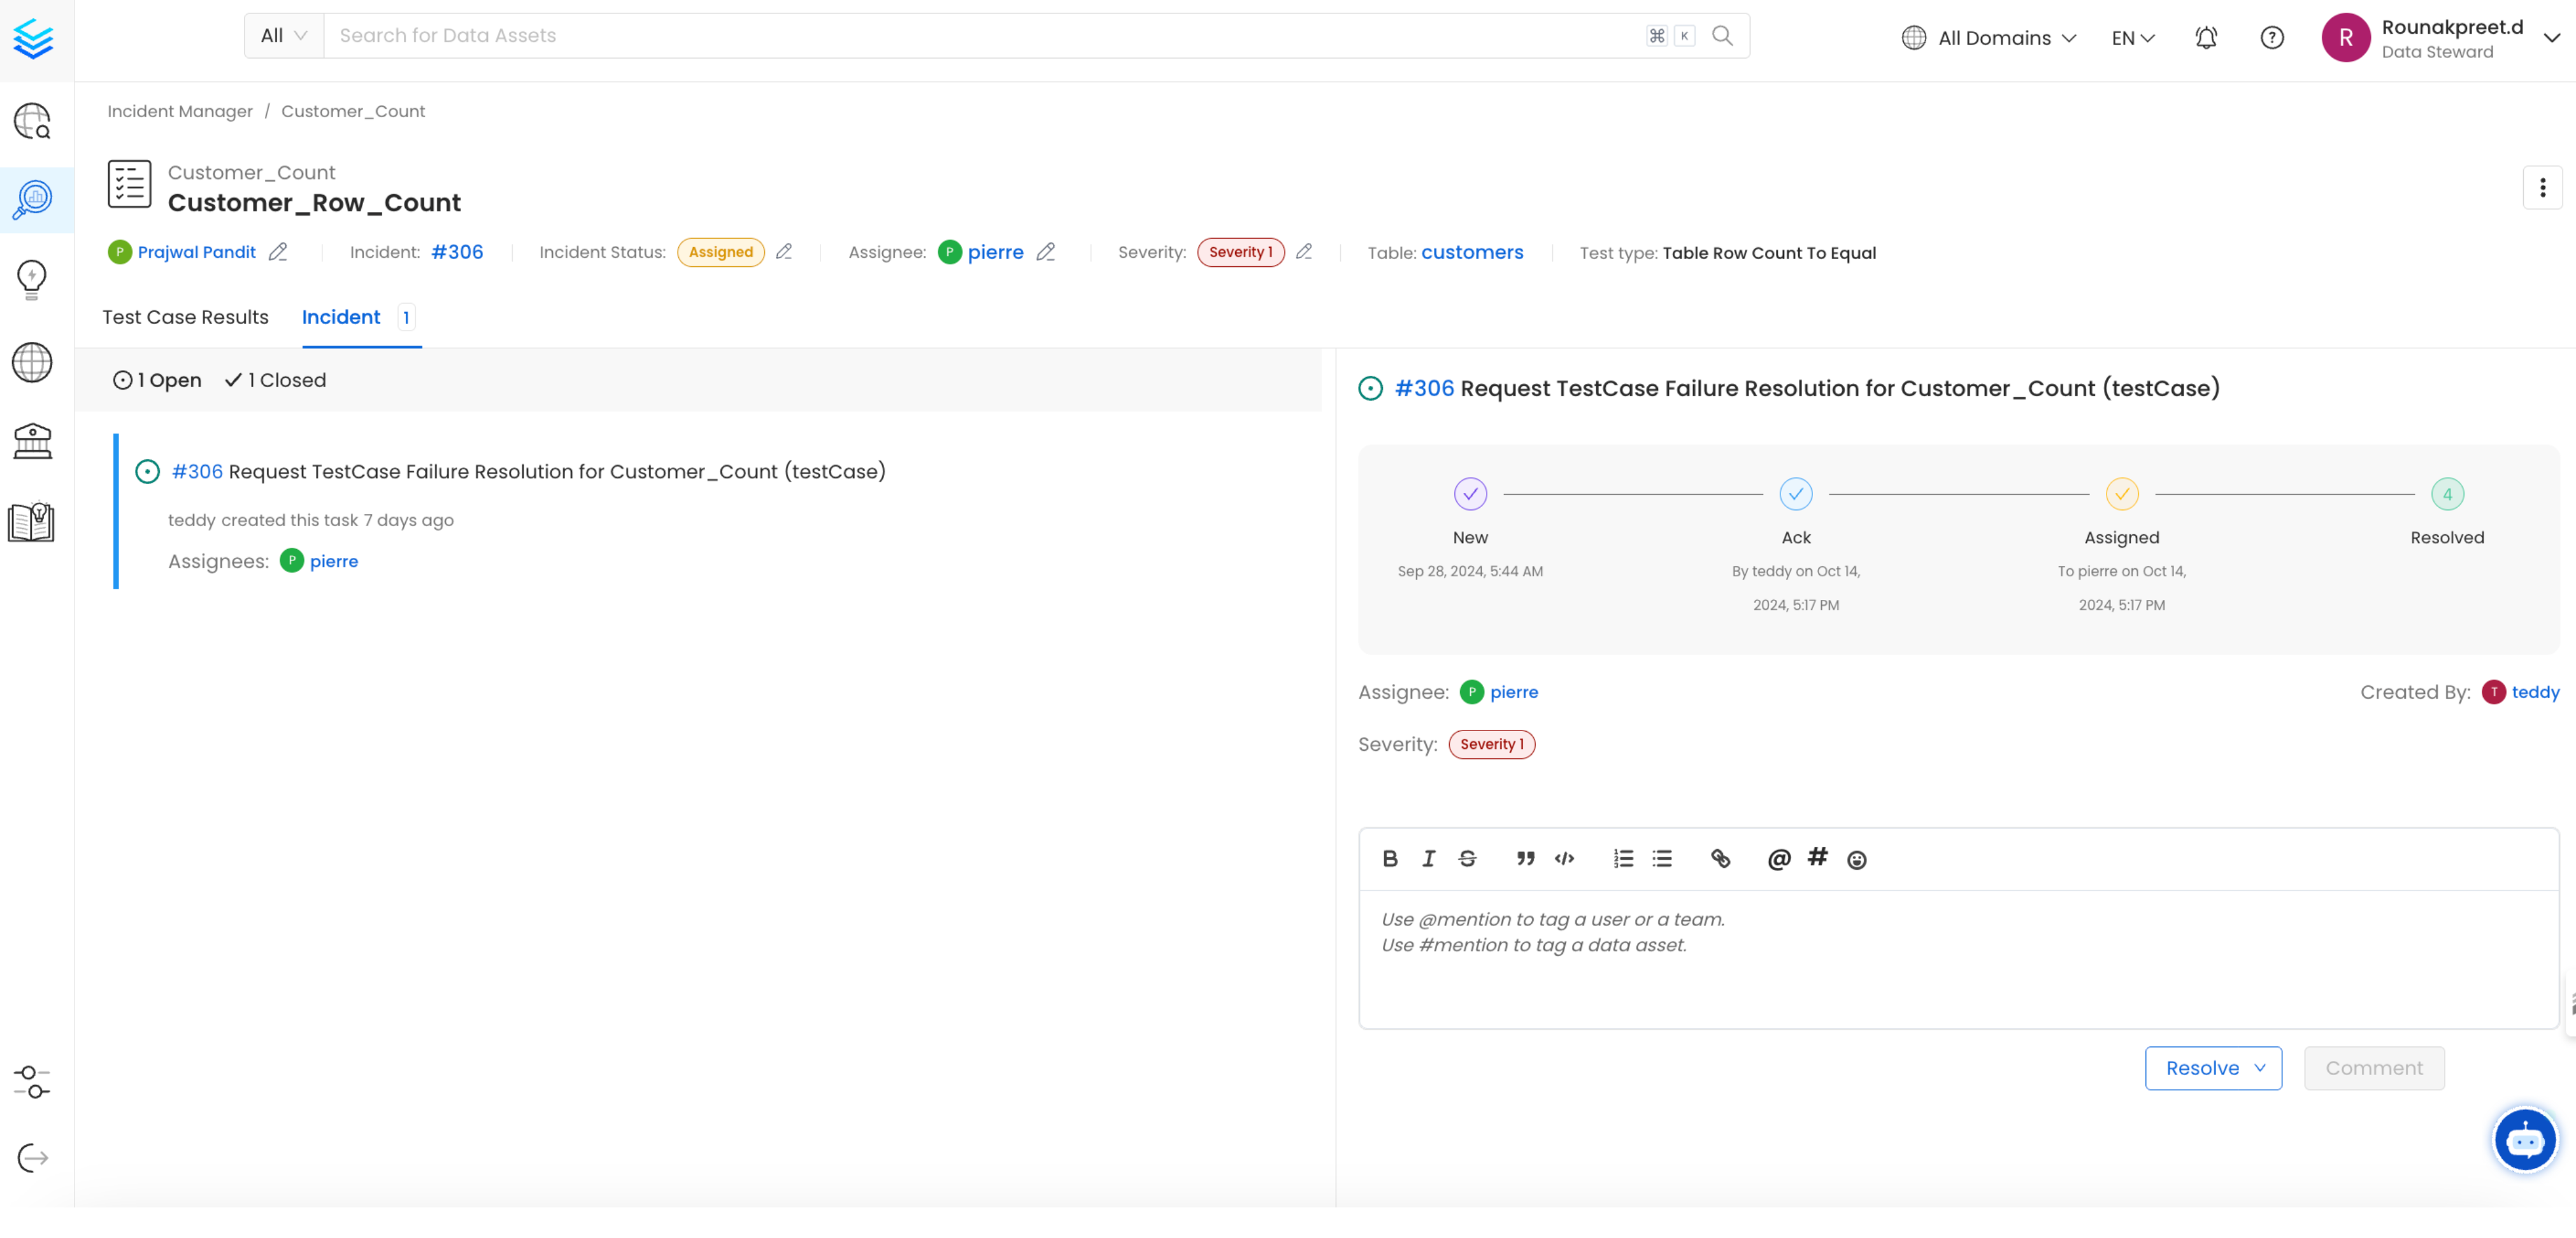 All
Search for Data Assets
⌘ K
All Domains
EN
R
Roundakpreet.d
Data Steward
Incident Manager / Customer_Count
Customer_Count
Customer_Row_Count
P Prajwal Pandit
Incident: #306
Incident Status: Assigned
Assignee: P pierre
Severity: Severity 1
Table: customers
Test type: Table Row Count To Equal
Test Case Results
Incident 1
1 Open
1 Closed
#306 Request TestCase Failure Resolution for Customer_Count (testCase)
teddy created this task 7 days ago
Assignees: P pierre
#306 Request TestCase Failure Resolution for Customer_Count (testCase)
4
New
Ack
Assigned
Resolved
Sep 28, 2024, 5:44 AM
By teddy on Oct 14,
2024, 5:17 PM
To pierre on Oct 14,
2024, 5:17 PM
Assignee: P pierre
Created By: T teddy
Severity: Severity 1
B I S @ #
Use @mention to tag a user or a team.
Use #mention to tag a data asset.
Resolve
Comment